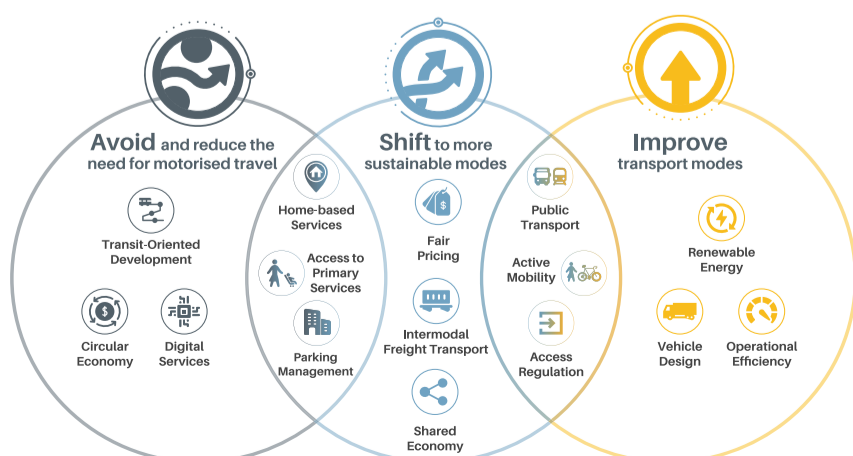 Avoid and reduce the
need for motorised travel
Shift to more
sustainable modes
Improve
transport modes
Transit-Oriented
Development
Circular
Economy
Digital
Services
Home-based
Services
Access to
Primary
Services
Parking
Management
$
Fair
Pricing
Intermodal
Freight Transport
Shared
Economy
Public
Transport
Active
Mobility
Access
Regulation
Renewable
Energy
Vehicle
Design
Operational
Efficiency
$